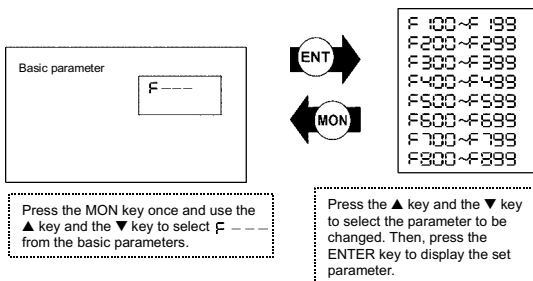 Basic parameter
F---
ENT
MON
F100~F199
F200~F299
F300~F399
F400~F499
F500~F599
F600~F699
F700~F799
F800~F899
Press the MON key once and use the
▲ key and the ▼ key to select F ---
from the basic parameters.
Press the ▲ key and the ▼ key
to select the parameter to be
changed. Then, press the
ENTER key to display the set
parameter.